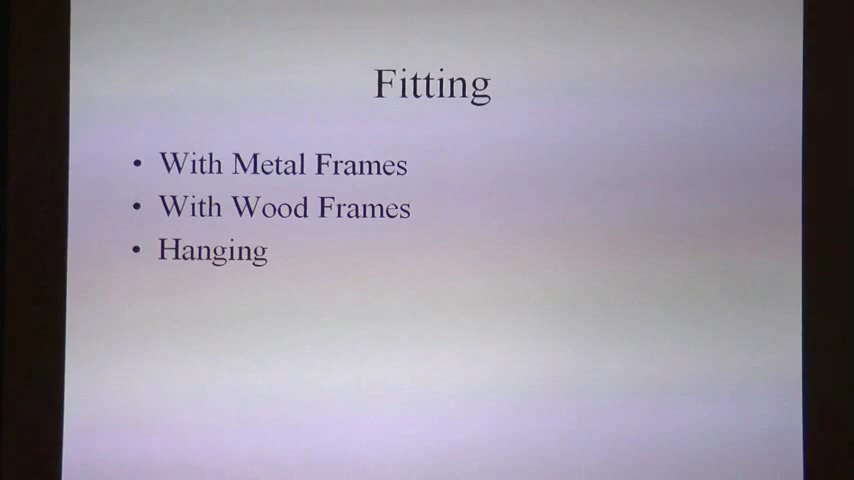 Fitting
• With Metal Frames
• With Wood Frames
• Hanging